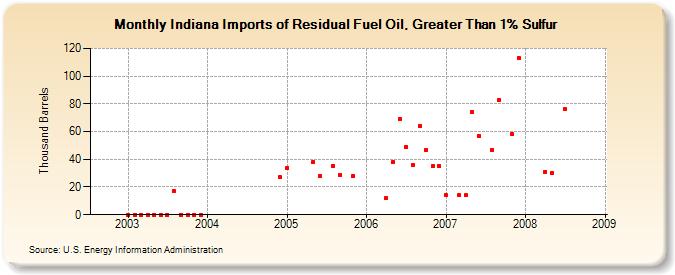 Monthly Indiana Imports of Residual Fuel Oil, Greater Than 1% Sulfur
Thousand Barrels
120
100
80
60
40
20
0
2003 2004 2005 2006 2007 2008 2009
Source: U.S. Energy Information Administration